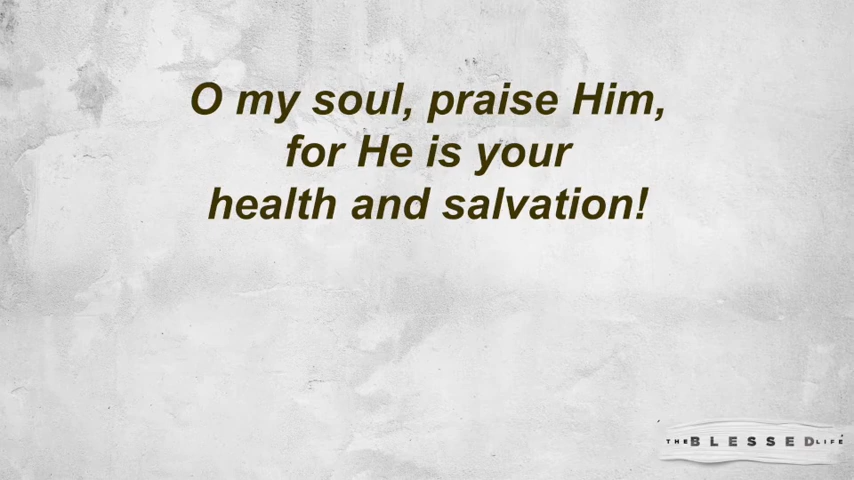 O my soul, praise Him,
for He is your
health and salvation!
THE BLESSED LIFE